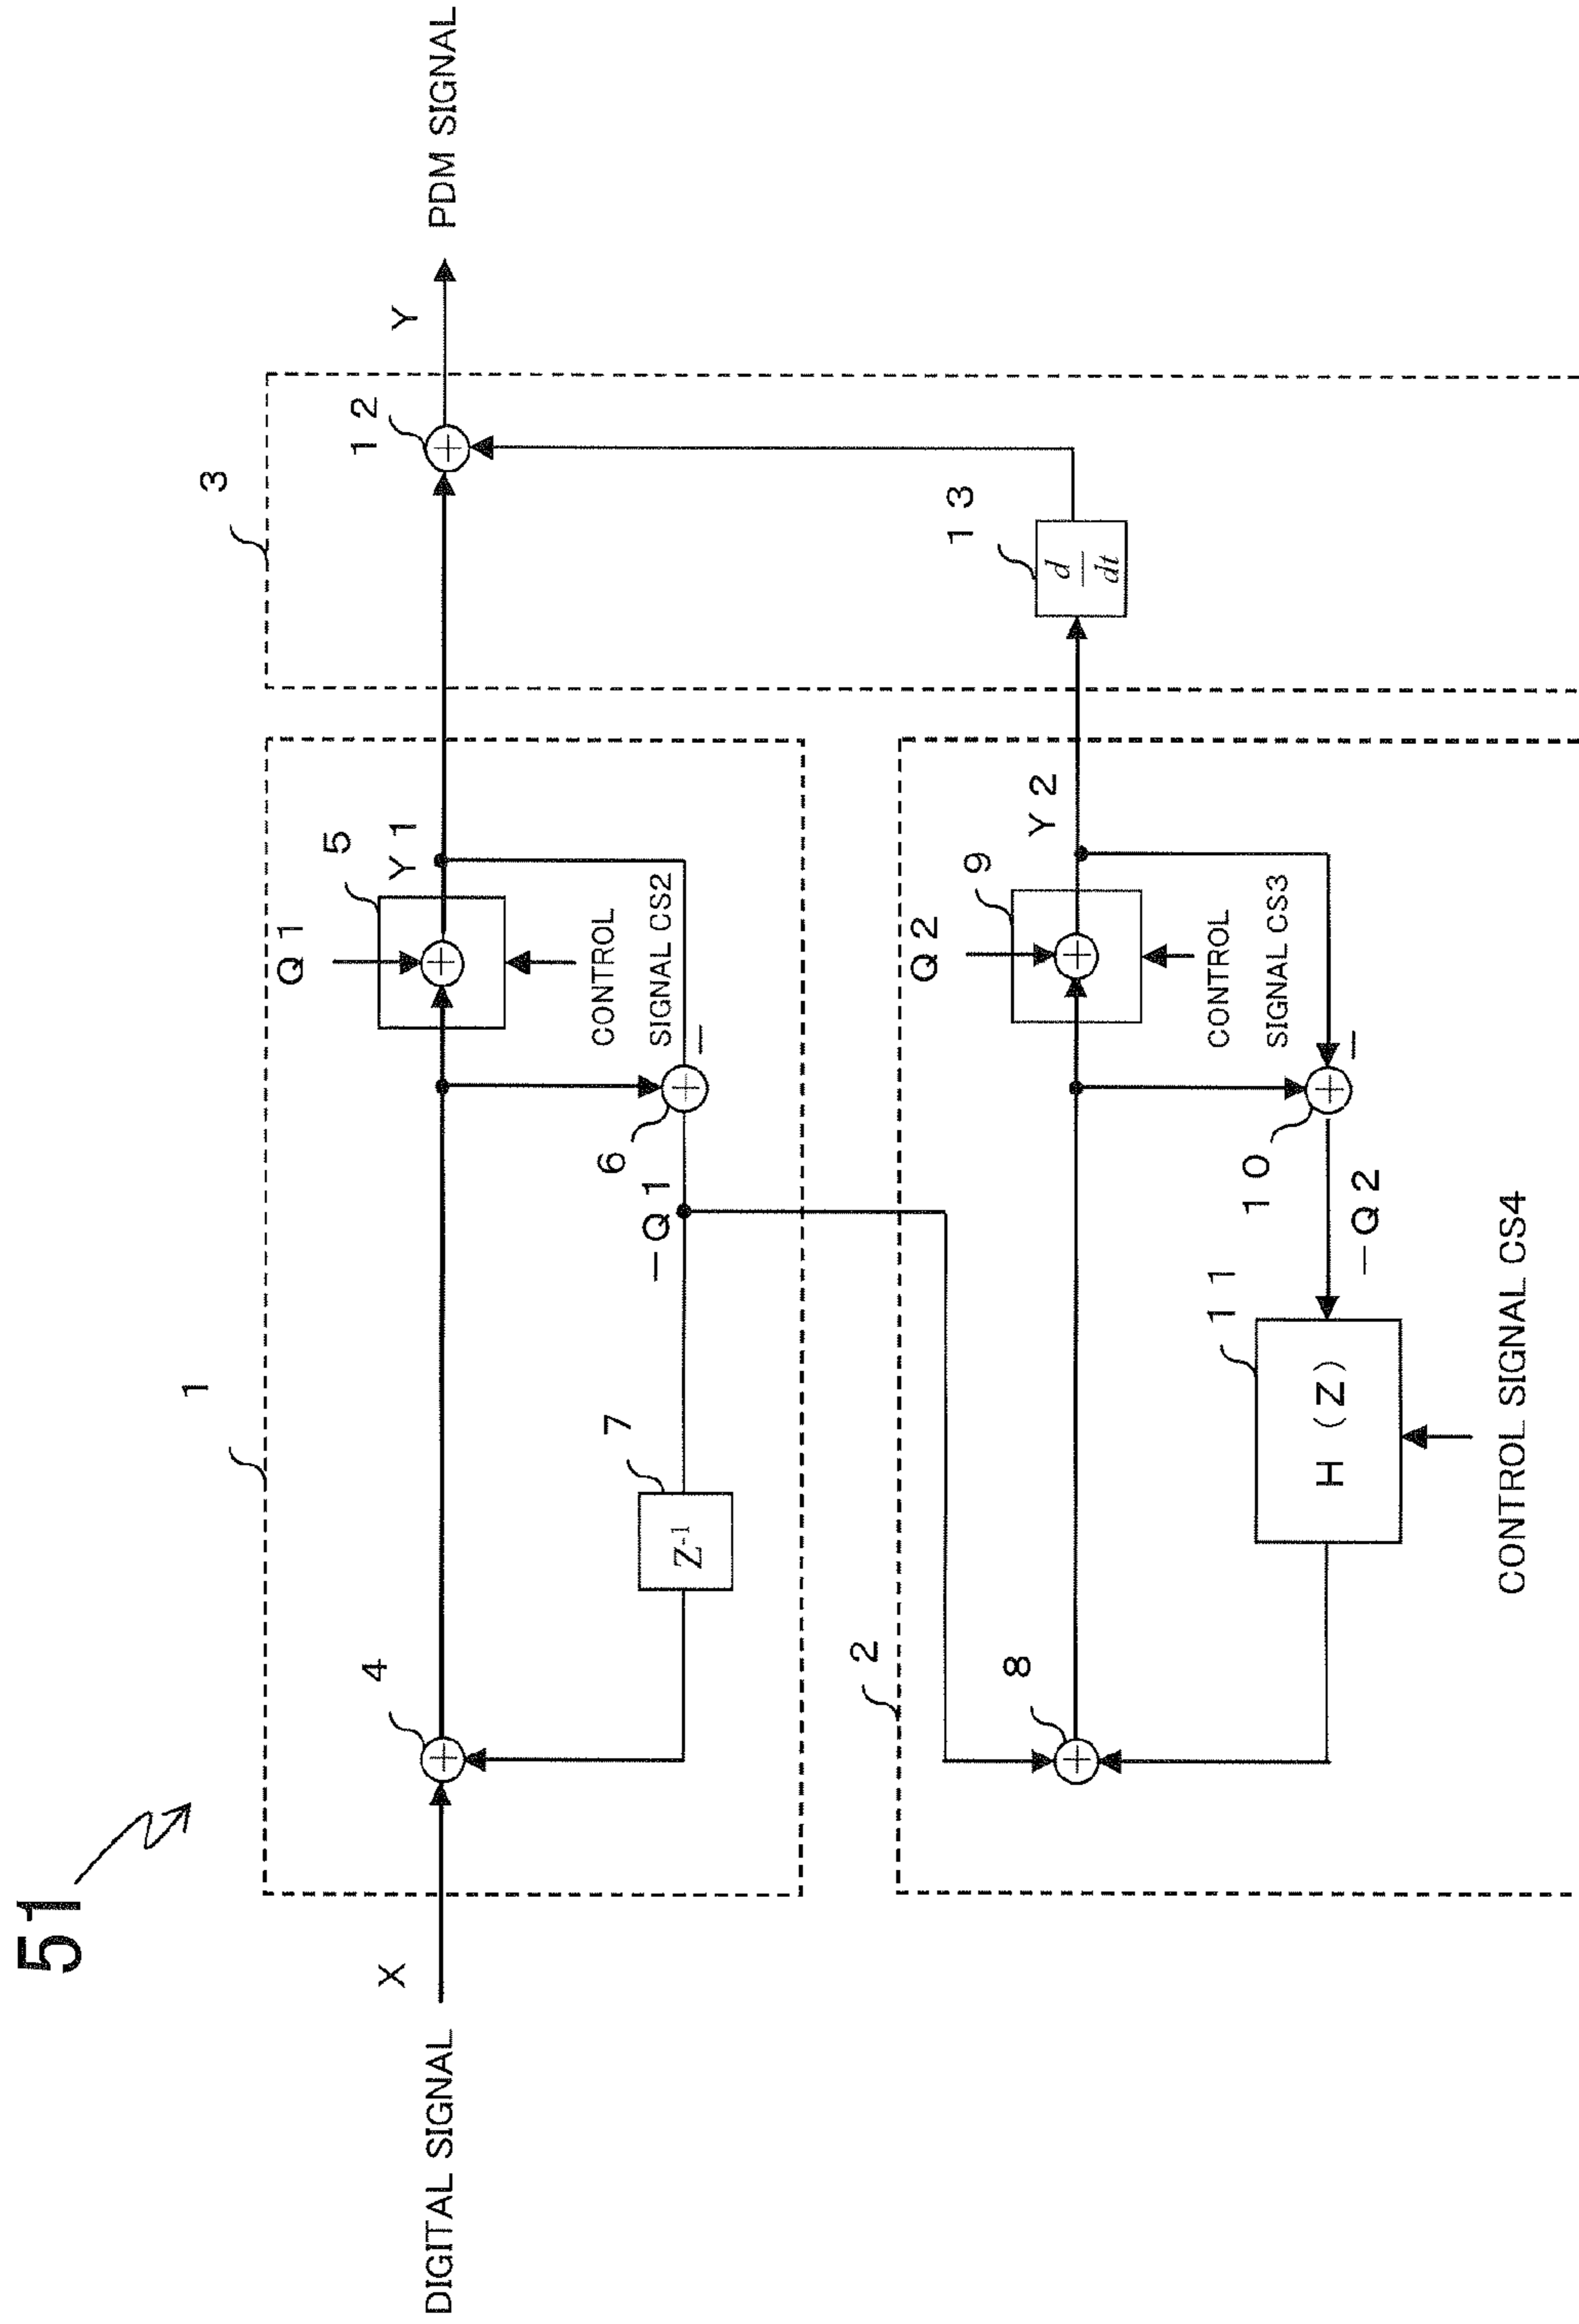 51
DIGITAL SIGNAL
X
1
4
7
Z-1
6
-Q1
Q1
5
Y1
CONTROL
SIGNAL CS2
-
3
12
Y
PDM SIGNAL
13
d
dt
2
8
11
H (Z)
CONTROL SIGNAL CS4
10
-Q2
-
Q2
9
Y2
CONTROL
SIGNAL CS3